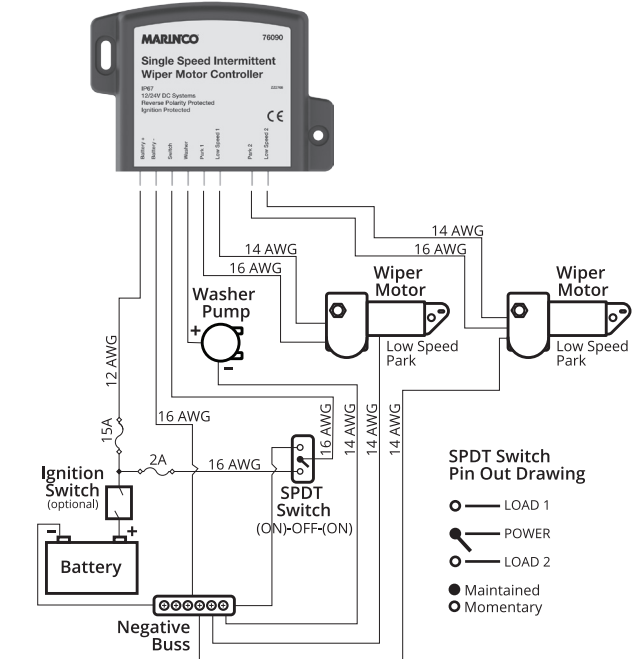 MARINCO 76090
Single Speed Intermittent
Wiper Motor Controller
IP67
12/24V DC Systems
Reverse Polarity Protected
Ignition Protected
CE
Battery +
Battery -
Switch
Washer
Park 1
Low Speed 1
Park 2
Low Speed 2
14 AWG
16 AWG
14 AWG
16 AWG
Washer
Pump
+
-
Wiper
Motor
Low Speed
Park
Wiper
Motor
Low Speed
Park
12 AWG
15A
16 AWG
2A
16 AWG
16 AWG
14 AWG
14 AWG
14 AWG
Ignition
Switch
(optional)
SPDT
Switch
(ON)-OFF-(ON)
- +
Battery
Negative
Buss
SPDT Switch
Pin Out Drawing
LOAD 1
POWER
LOAD 2
Maintained
Momentary